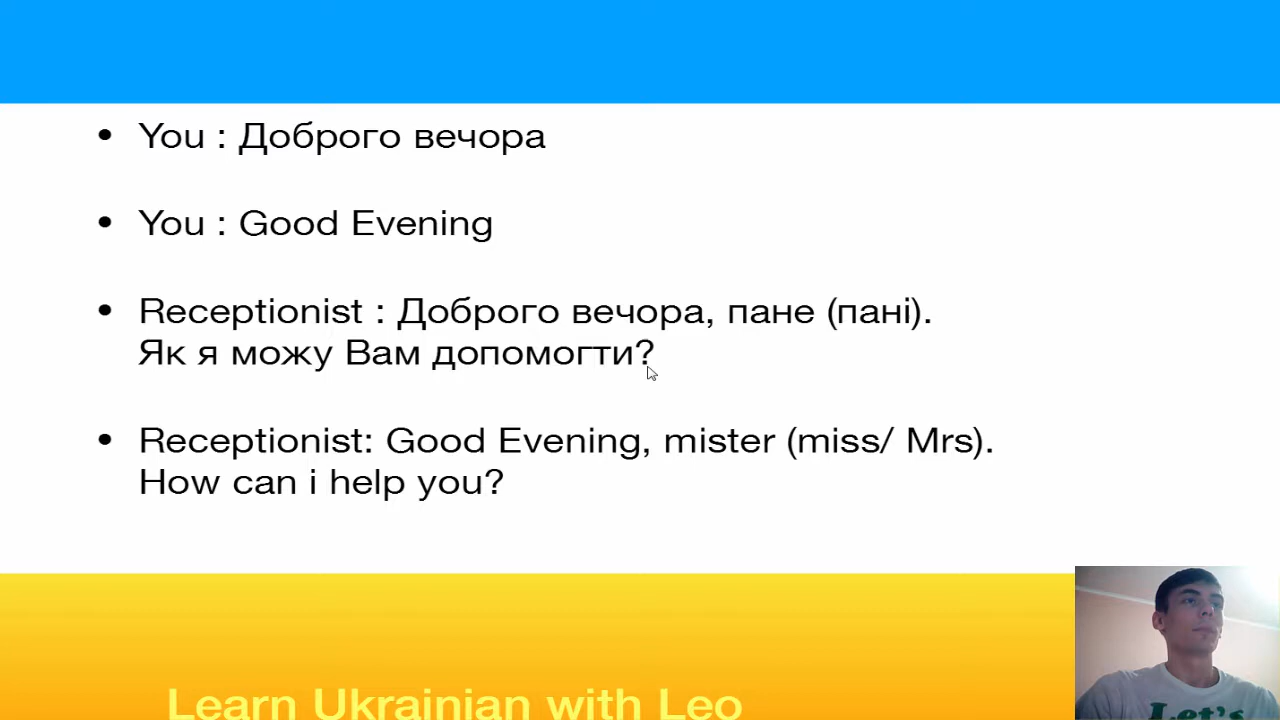 • You : Доброго вечора
• You : Good Evening
• Receptionist : Доброго вечора, пане (пані).
Як я можу Вам допомогти?
• Receptionist: Good Evening, mister (miss/ Mrs).
How can i help you?
Learn Ukrainian with Leo
Let's